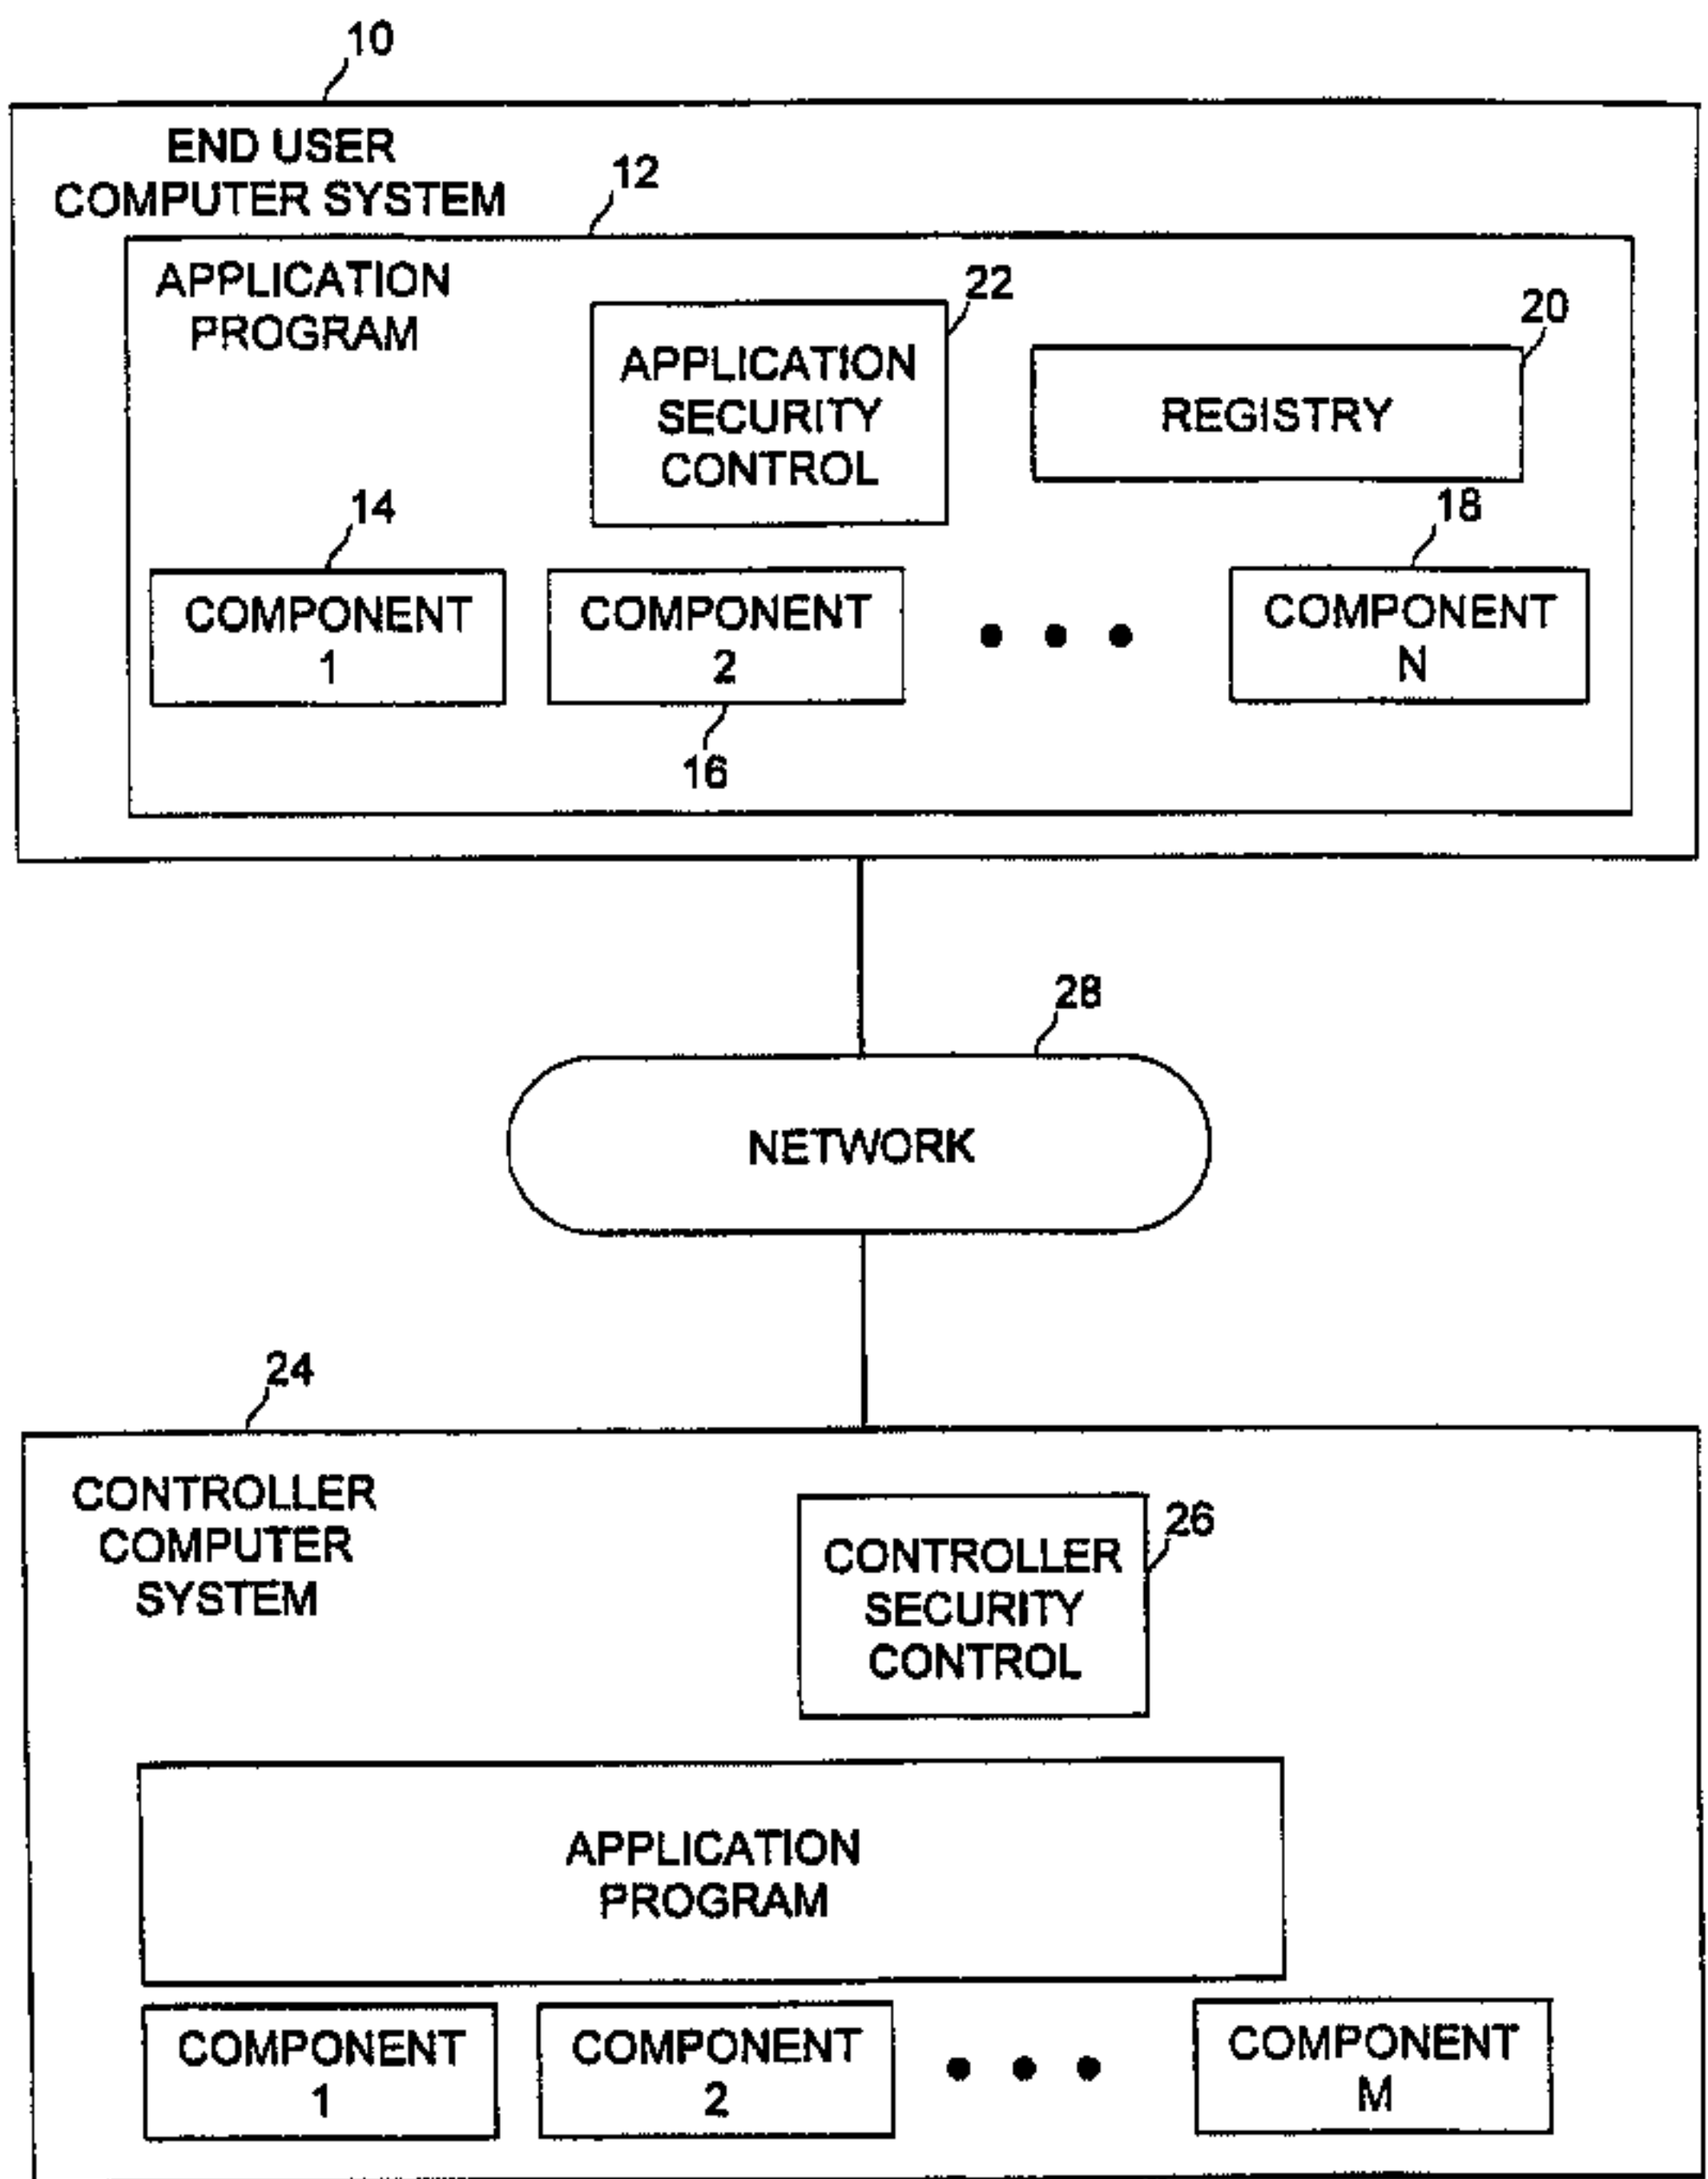 10
END USER
COMPUTER SYSTEM
12
APPLICATION
PROGRAM
22
APPLICATION
SECURITY
CONTROL
20
REGISTRY
14
COMPONENT
1
COMPONENT
2
16
18
COMPONENT
N
28
NETWORK
24
CONTROLLER
COMPUTER
SYSTEM
26
CONTROLLER
SECURITY
CONTROL
APPLICATION
PROGRAM
COMPONENT
1
COMPONENT
2
COMPONENT
M